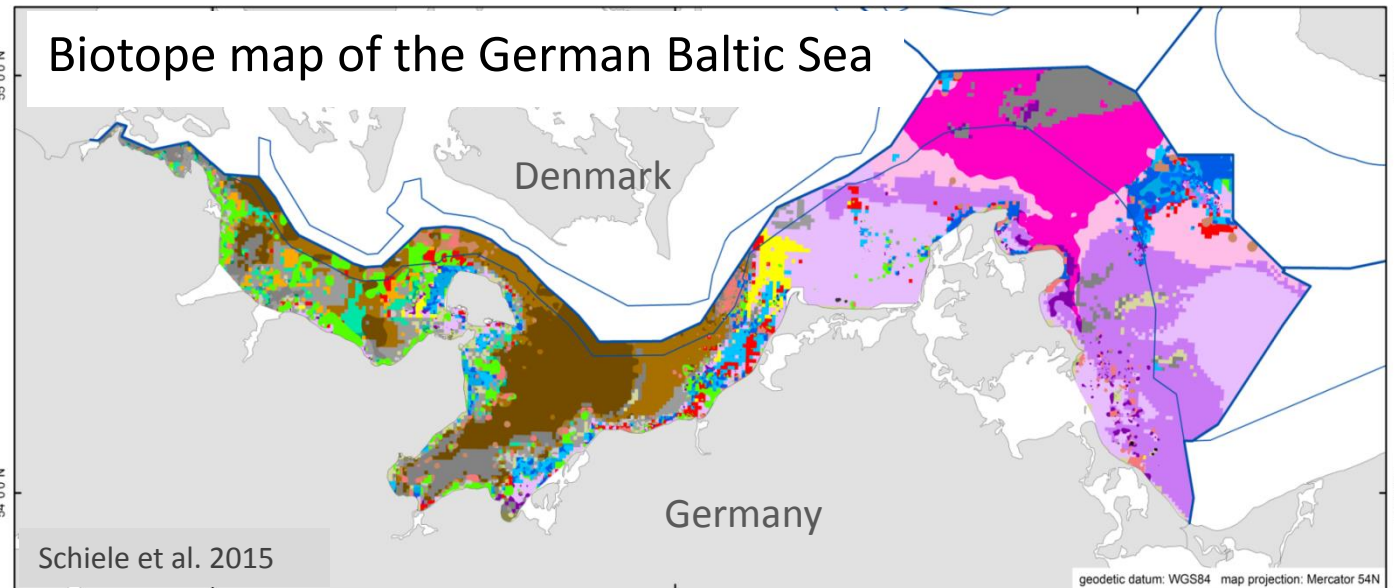 Biotope map of the German Baltic Sea
Denmark
Germany
Schiele et al. 2015
geodetic datum: WGS84 map projection: Mercator 54N